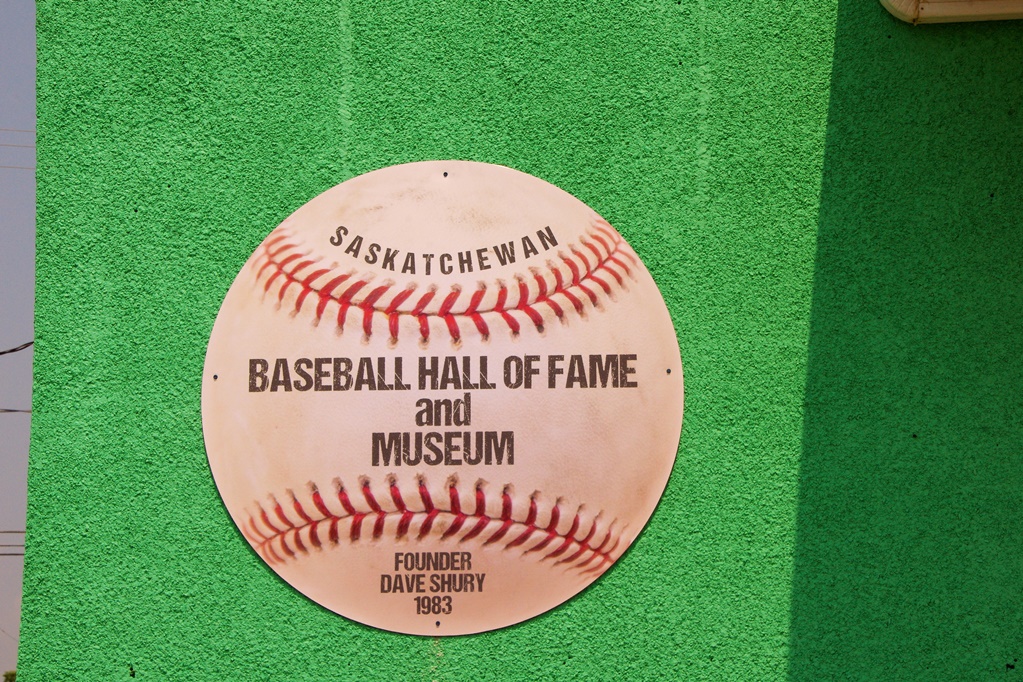 SASKATCHEWAN
BASEBALL HALL OF FAME
and
MUSEUM
FOUNDER
DAVE SHURY
1983